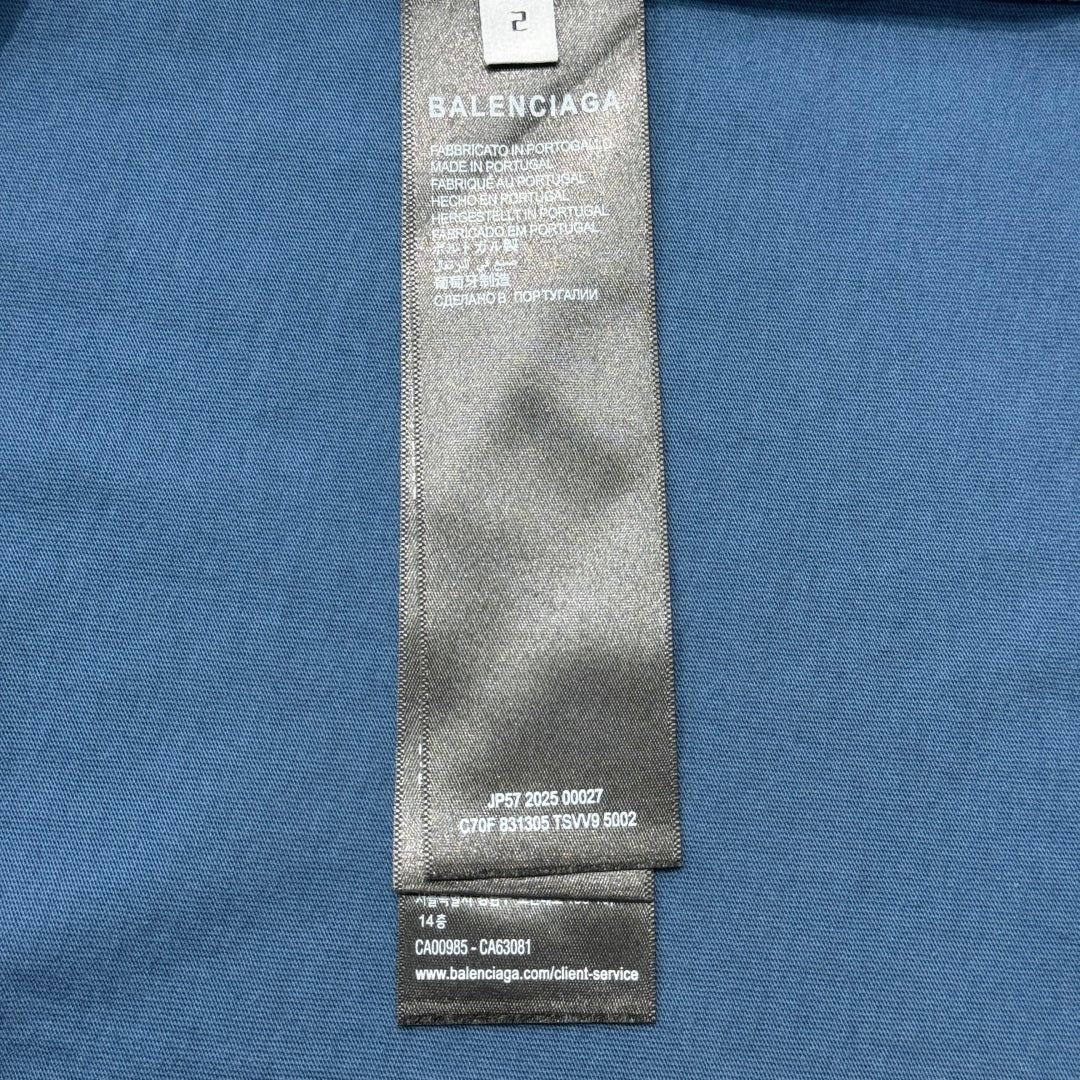 2
BALENCIAGA
FABBRICATO IN PORTOGALLO
MADE IN PORTUGAL
FABRIQUÉ AU PORTUGAL
HECHO EN PORTUGAL
HERGESTELLT IN PORTUGAL
FABRICADO EM PORTUGAL
ポルトガル製
葡萄牙制造
СДЕЛАНО В ПОРТУГАЛИИ
JP57 2025 00027
C70F 831305 TSVV9 5002
14층
CA00985 - CA63081
www.balenciaga.com/client-service